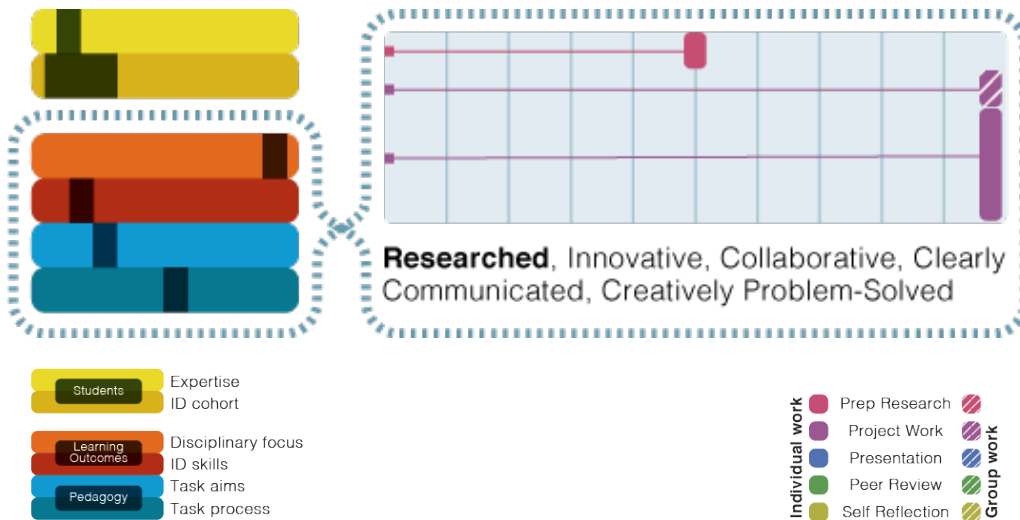 Researched, Innovative, Collaborative, Clearly
Communicated, Creatively Problem-Solved
Students
Expertise
ID cohort
Learning
Outcomes
Disciplinary focus
ID skills
Pedagogy
Task aims
Task process
Individual work
Prep Research
Project Work
Presentation
Peer Review
Self Reflection
Group work